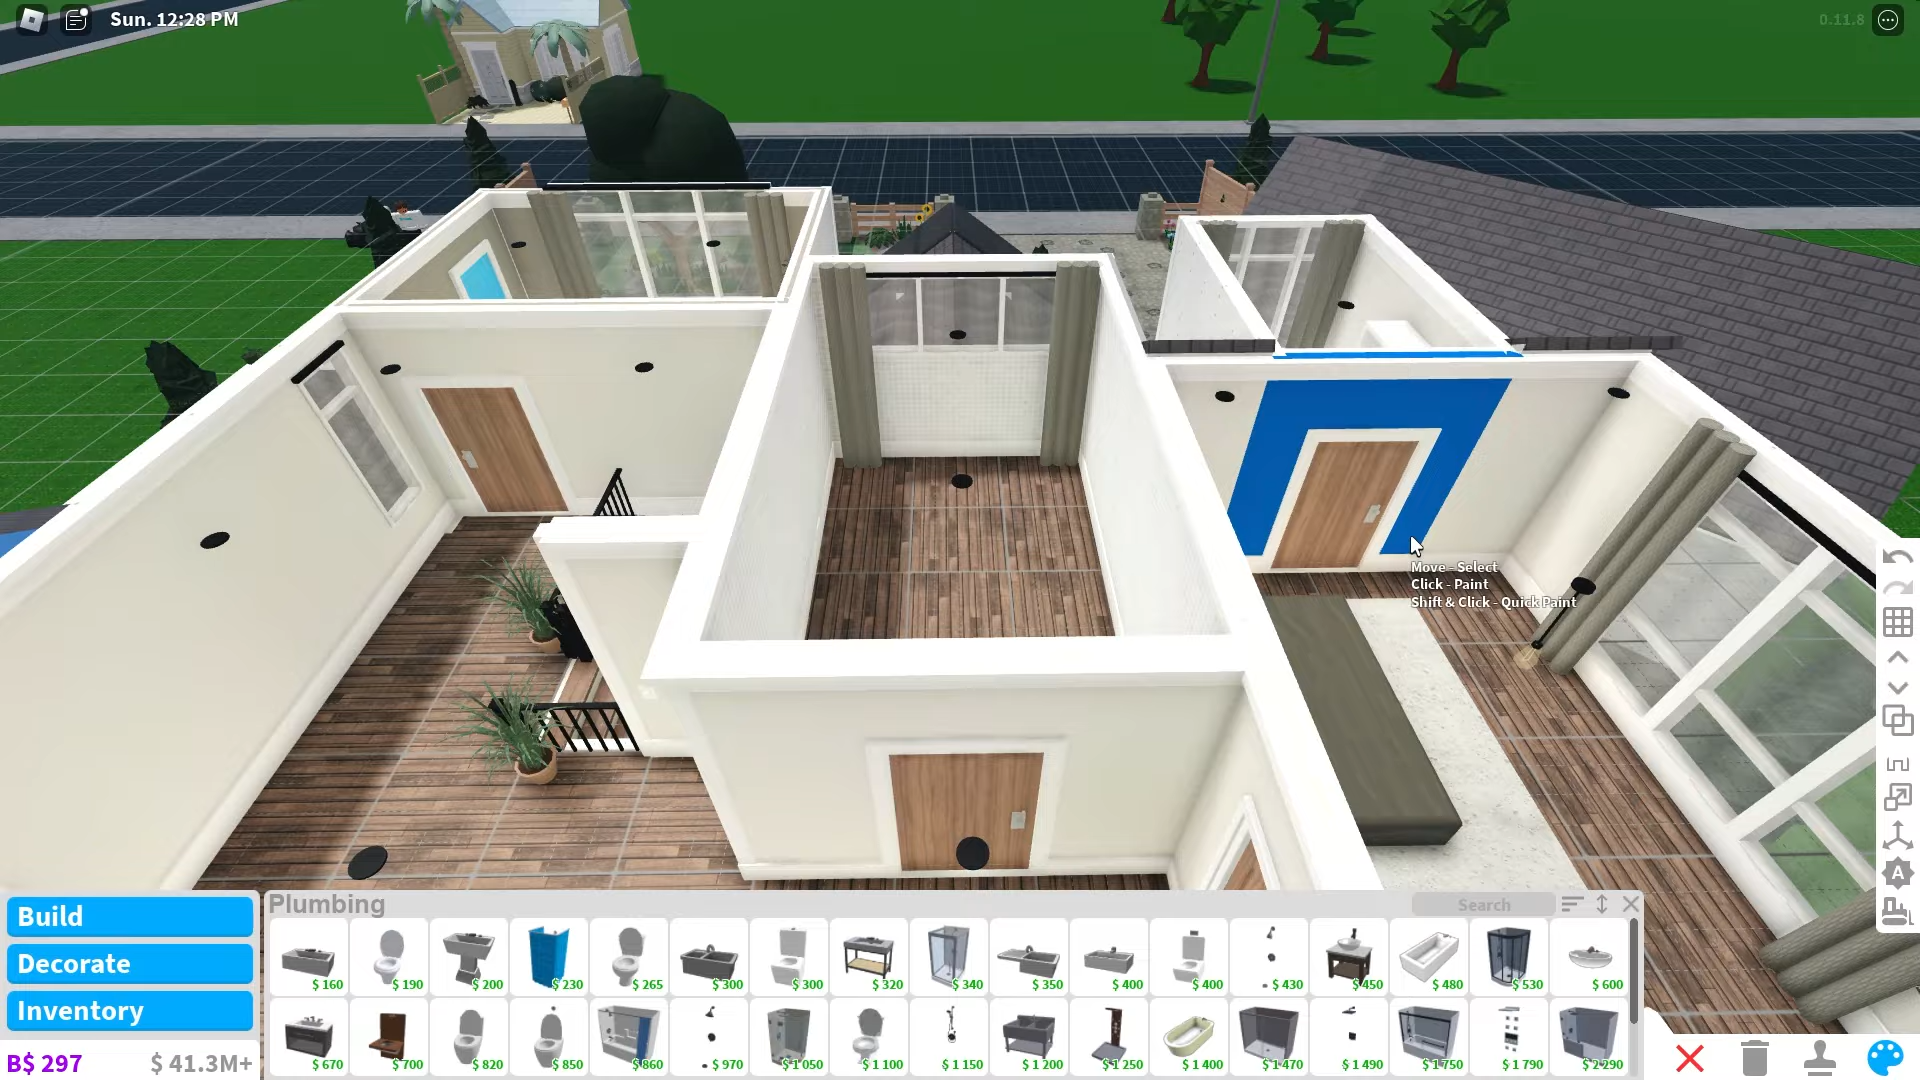 Sun. 12:28 PM
0.11.8
Move - Select
Click - Paint
Shift & Click - Quick Paint
Build
Decorate
Inventory
B$ 297
$ 41.3M+
Plumbing
Search
$ 160
$ 190
$ 200
$ 230
$ 265
$ 300
$ 300
$ 320
$ 340
$ 350
$ 400
$ 400
$ 430
$ 450
$ 480
$ 530
$ 600
$ 670
$ 700
$ 820
$ 850
$ 860
$ 970
$ 1 050
$ 1 100
$ 1 150
$ 1 200
$ 1 250
$ 1 400
$ 1 470
$ 1 490
$ 1 750
$ 1 790
$ 2 290
A